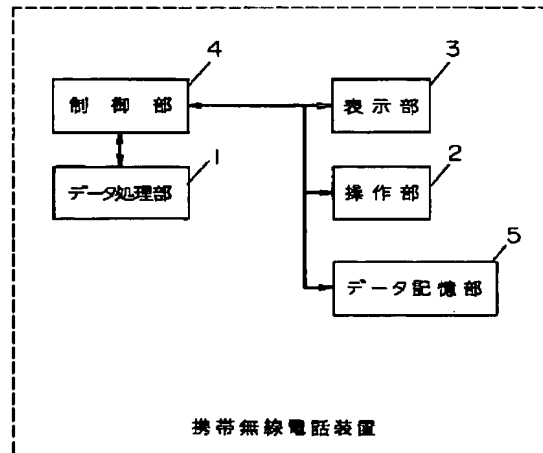 4
制御部
3
表示部
1
データ処理部
2
操作部
5
データ記憶部
携帯無線電話装置